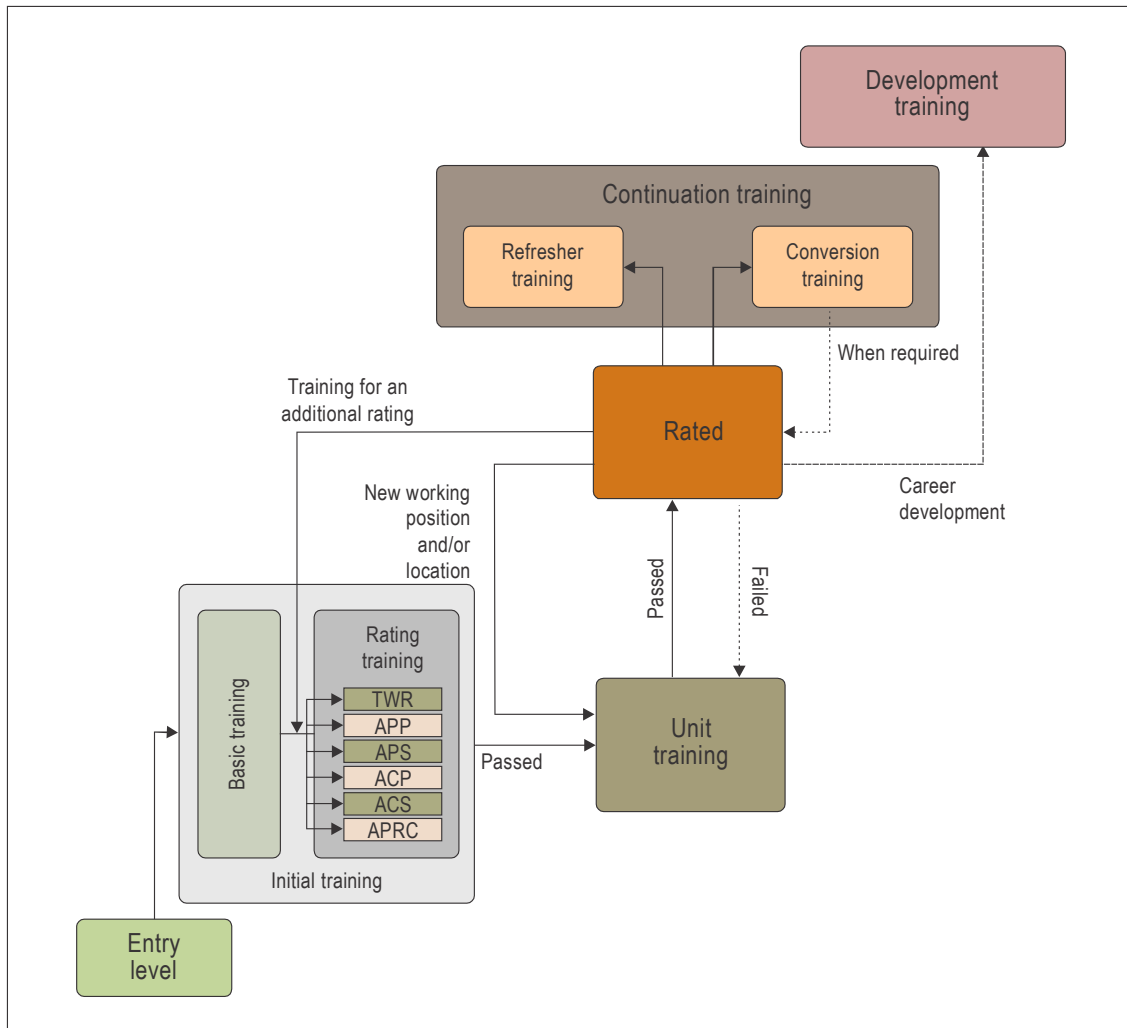 Development
training
Continuation training
Refresher
training
Conversion
training
When required
Training for an
additional rating
Rated
New working
position
and/or
location
Career
development
Passed
Failed
Rating
training
TWR
APP
APS
ACP
ACS
APRC
Basic training
Initial training
Passed
Unit
training
Entry
level